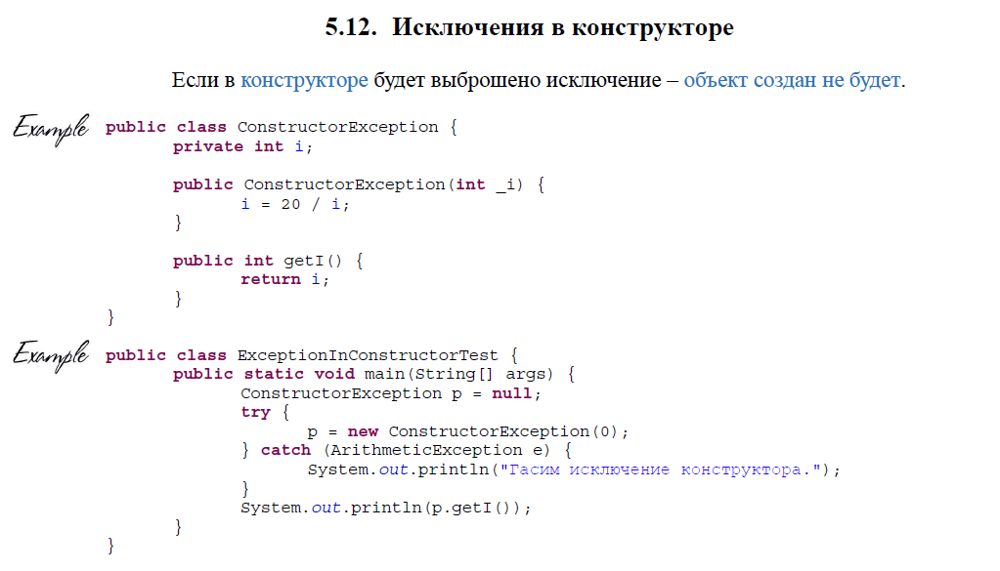 5.12. Исключения в конструкторе
Если в конструкторе будет выброшено исключение – объект создан не будет.
Example
public class ConstructorException {
private int i;
public ConstructorException(int _i) {
i = 20 / i;
}
public int getI() {
return i;
}
}
Example
public class ExceptionInConstructorTest {
public static void main(String[] args) {
ConstructorException p = null;
try {
p = new ConstructorException(0);
} catch (ArithmeticException e) {
System.out.println("Гасим исключение конструктора.");
}
System.out.println(p.getI());
}
}